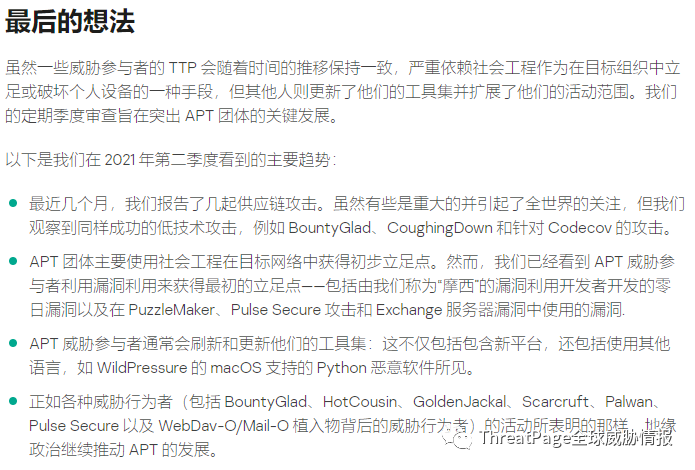 最后的想法
虽然一些威胁参与者的 TTP 会随着时间的推移保持一致，严重依赖社会工程作为在目标组织中立
足或破坏个人设备的一种手段，但其他人则更新了他们的工具集并扩展了他们的活动范围。我们
的定期季度审查旨在突出 APT 团体的关键发展。
以下是我们在 2021 年第二季度看到的主要趋势：
最近几个月，我们报告了几起供应链攻击。虽然有些是重大的并引起了全世界的关注，但我们
观察到同样成功的低技术攻击，例如 BountyGlad、CoughingDown 和针对 Codecov 的攻击。
APT 团体主要使用社会工程在目标网络中获得初步立足点。然而，我们已经看到 APT 威胁参
与者利用漏洞利用来获得最初的立足点——包括由我们称为“摩西”的漏洞利用开发者开发的零
日漏洞以及在 PuzzleMaker、Pulse Secure 攻击和 Exchange 服务器漏洞中使用的漏洞.
APT 威胁参与者通常会刷新和更新他们的工具集：这不仅包括包含新平台，还包括使用其他
语言，如 WildPressure 的 macOS 支持的 Python 恶意软件所见。
正如各种威胁行为者（包括 BountyGlad、HotCousin、GoldenJackal、Scarcruft、Palwan、
Pulse Secure 以及 WebDav-O/Mail-O 植入物背后的威胁行为者）的活动所表明的那样，地缘
政治继续推动 APT 的发展。
ThreatPage全球威胁情报